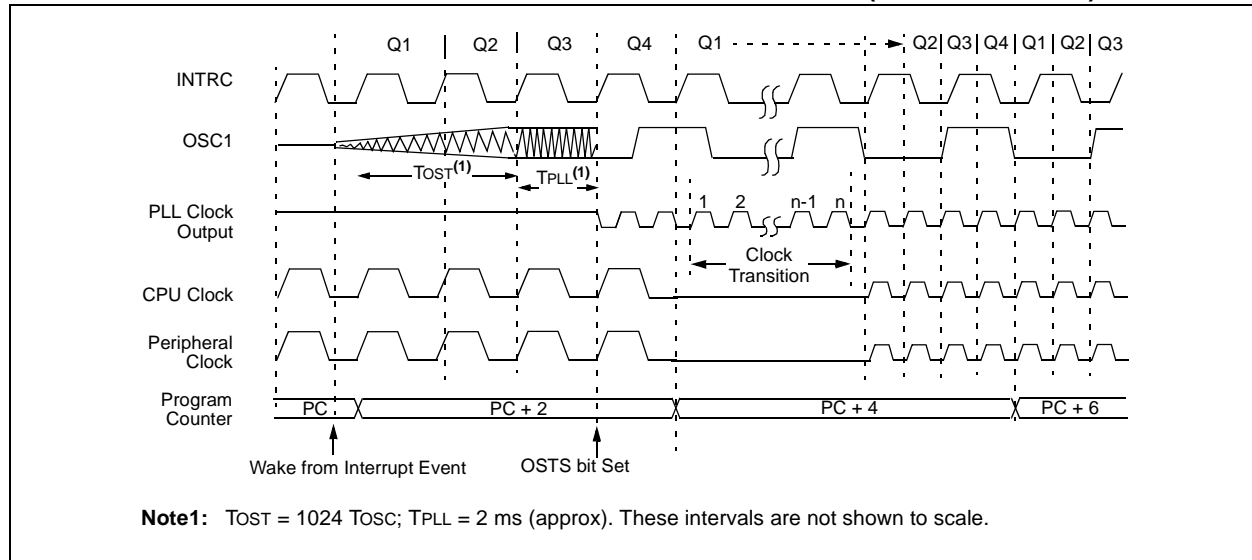 Q1 Q2 Q3 Q4 Q1 Q2 Q3 Q4 Q1 Q2 Q3
INTRC
OSC1
TOST(1) TPLL(1)
1 2 n-1 n
PLL Clock
Output
Clock
Transition
CPU Clock
Peripheral
Clock
Program
Counter
PC PC + 2 PC + 4 PC + 6
Wake from Interrupt Event OSTS bit Set
Note1: TOST = 1024 TOSC; TPLL = 2 ms (approx). These intervals are not shown to scale.